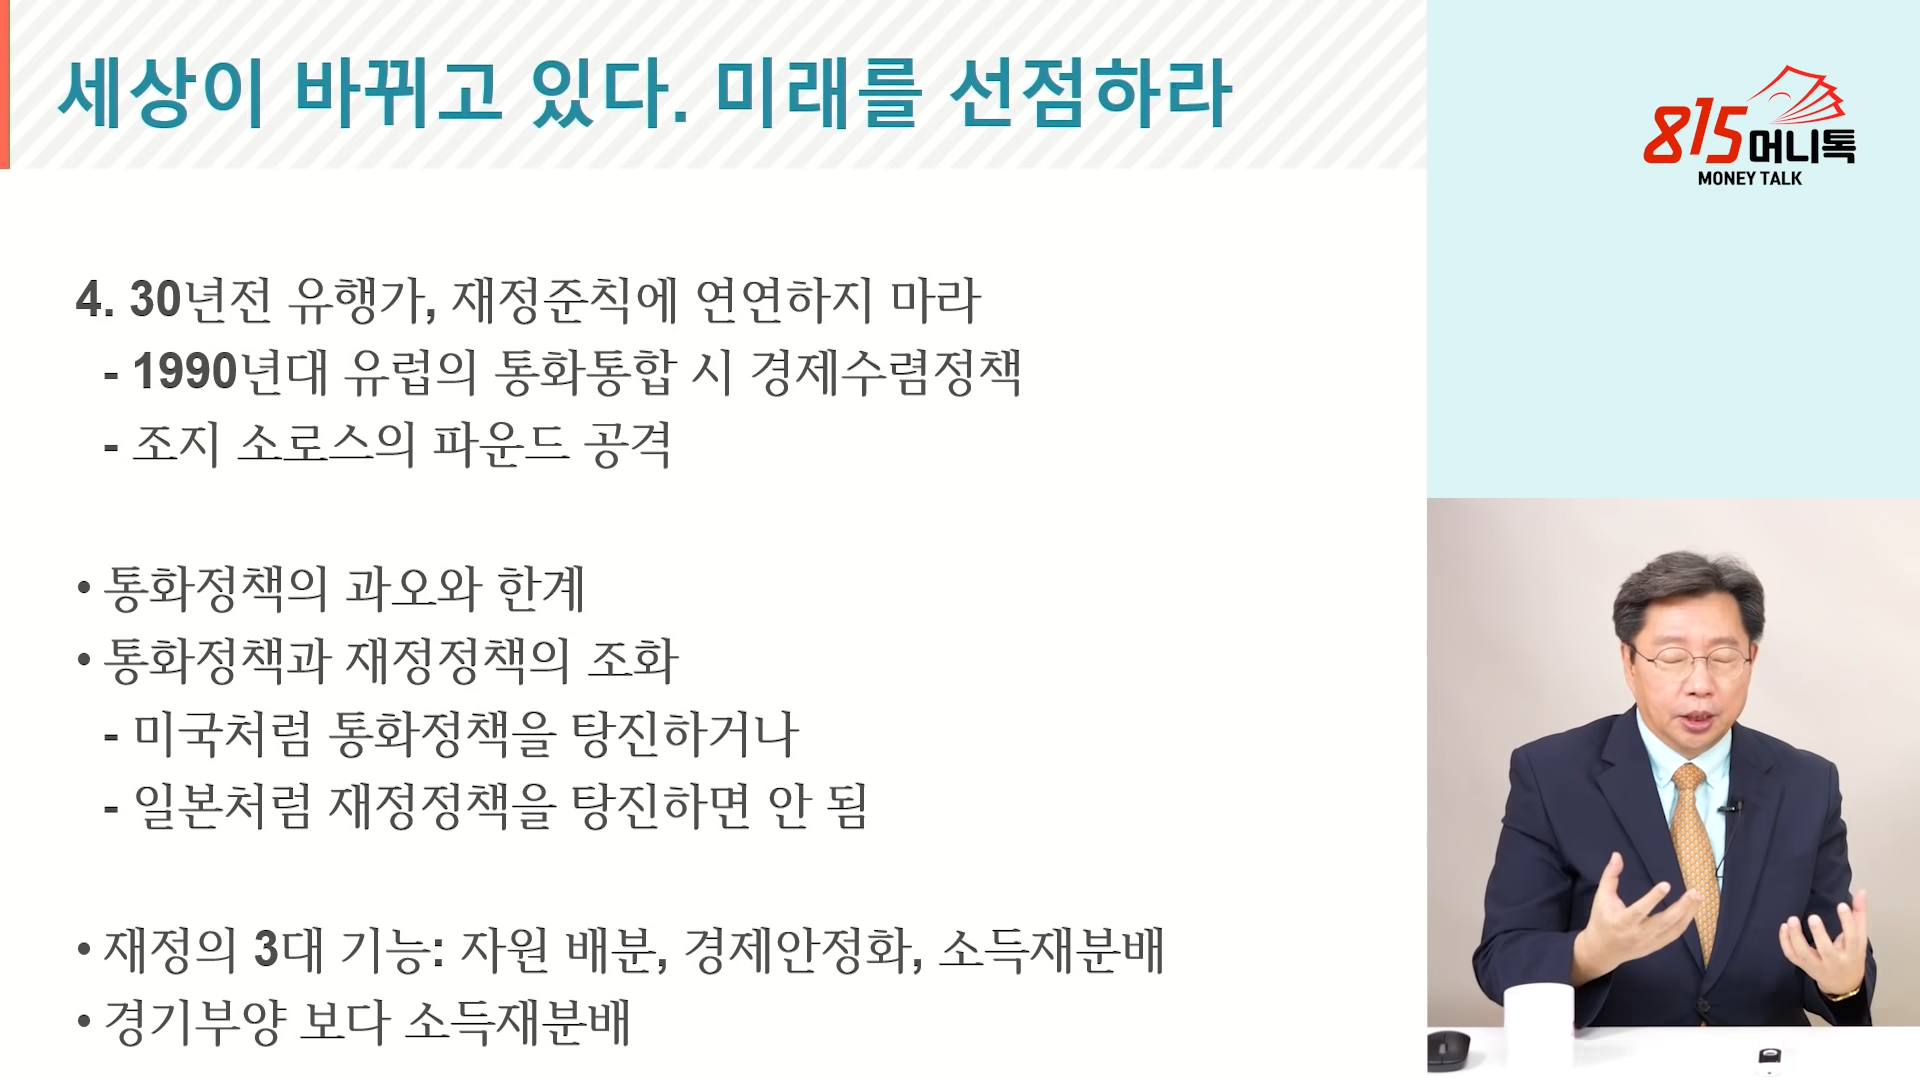 세상이 바뀌고 있다. 미래를 선점하라
815머니톡
MONEY TALK
4. 30년전 유행가, 재정준칙에 연연하지 마라
- 1990년대 유럽의 통화통합 시 경제수렴정책
- 조지 소로스의 파운드 공격
• 통화정책의 과오와 한계
• 통화정책과 재정정책의 조화
- 미국처럼 통화정책을 탕진하거나
- 일본처럼 재정정책을 탕진하면 안 됨
• 재정의 3대 기능: 자원 배분, 경제안정화, 소득재분배
• 경기부양 보다 소득재분배